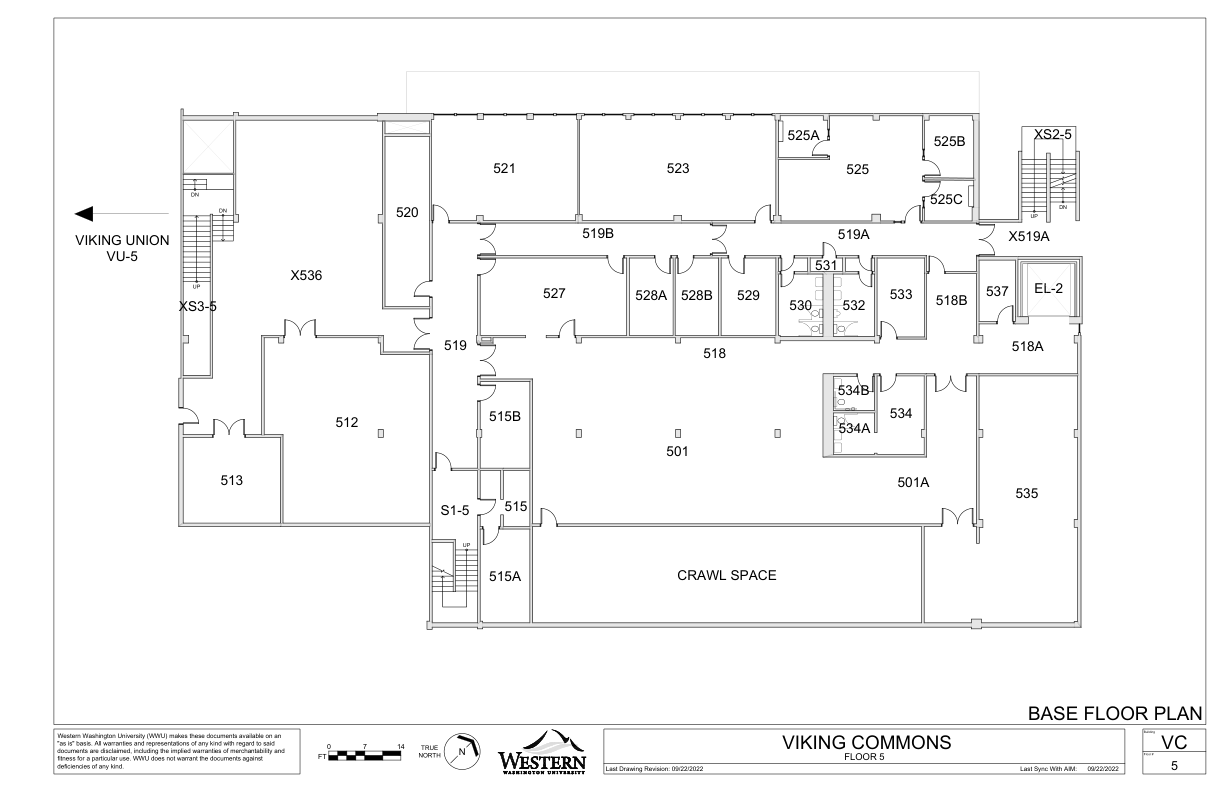 XS2-5
525A
525B
521
523
525
525C
DN
DN
520
UP
DN
519B
519A
X519A
VIKING UNION
VU-5
X536
531
UP
527
528A
528B
529
530
532
533
518B
537
EL-2
XS3-5
519
518
518A
534B
515B
534
512
534A
501
513
501A
535
S1-5
515
UP
515A
CRAWL SPACE
BASE FLOOR PLAN
Western Washington University (WWU) makes these documents available on an
"as is" basis. All warranties and representations of any kind with regard to said
documents are disclaimed, including the implied warranties of merchantability and
fitness for a particular use. WWU does not warrant the documents against
deficiencies of any kind.
0 7 14
FT
TRUE
NORTH
N
WESTERN
WASHINGTON UNIVERSITY
VIKING COMMONS
FLOOR 5
Last Drawing Revision: 09/22/2022
Last Sync With AIM: 09/22/2022
Building
VC
5